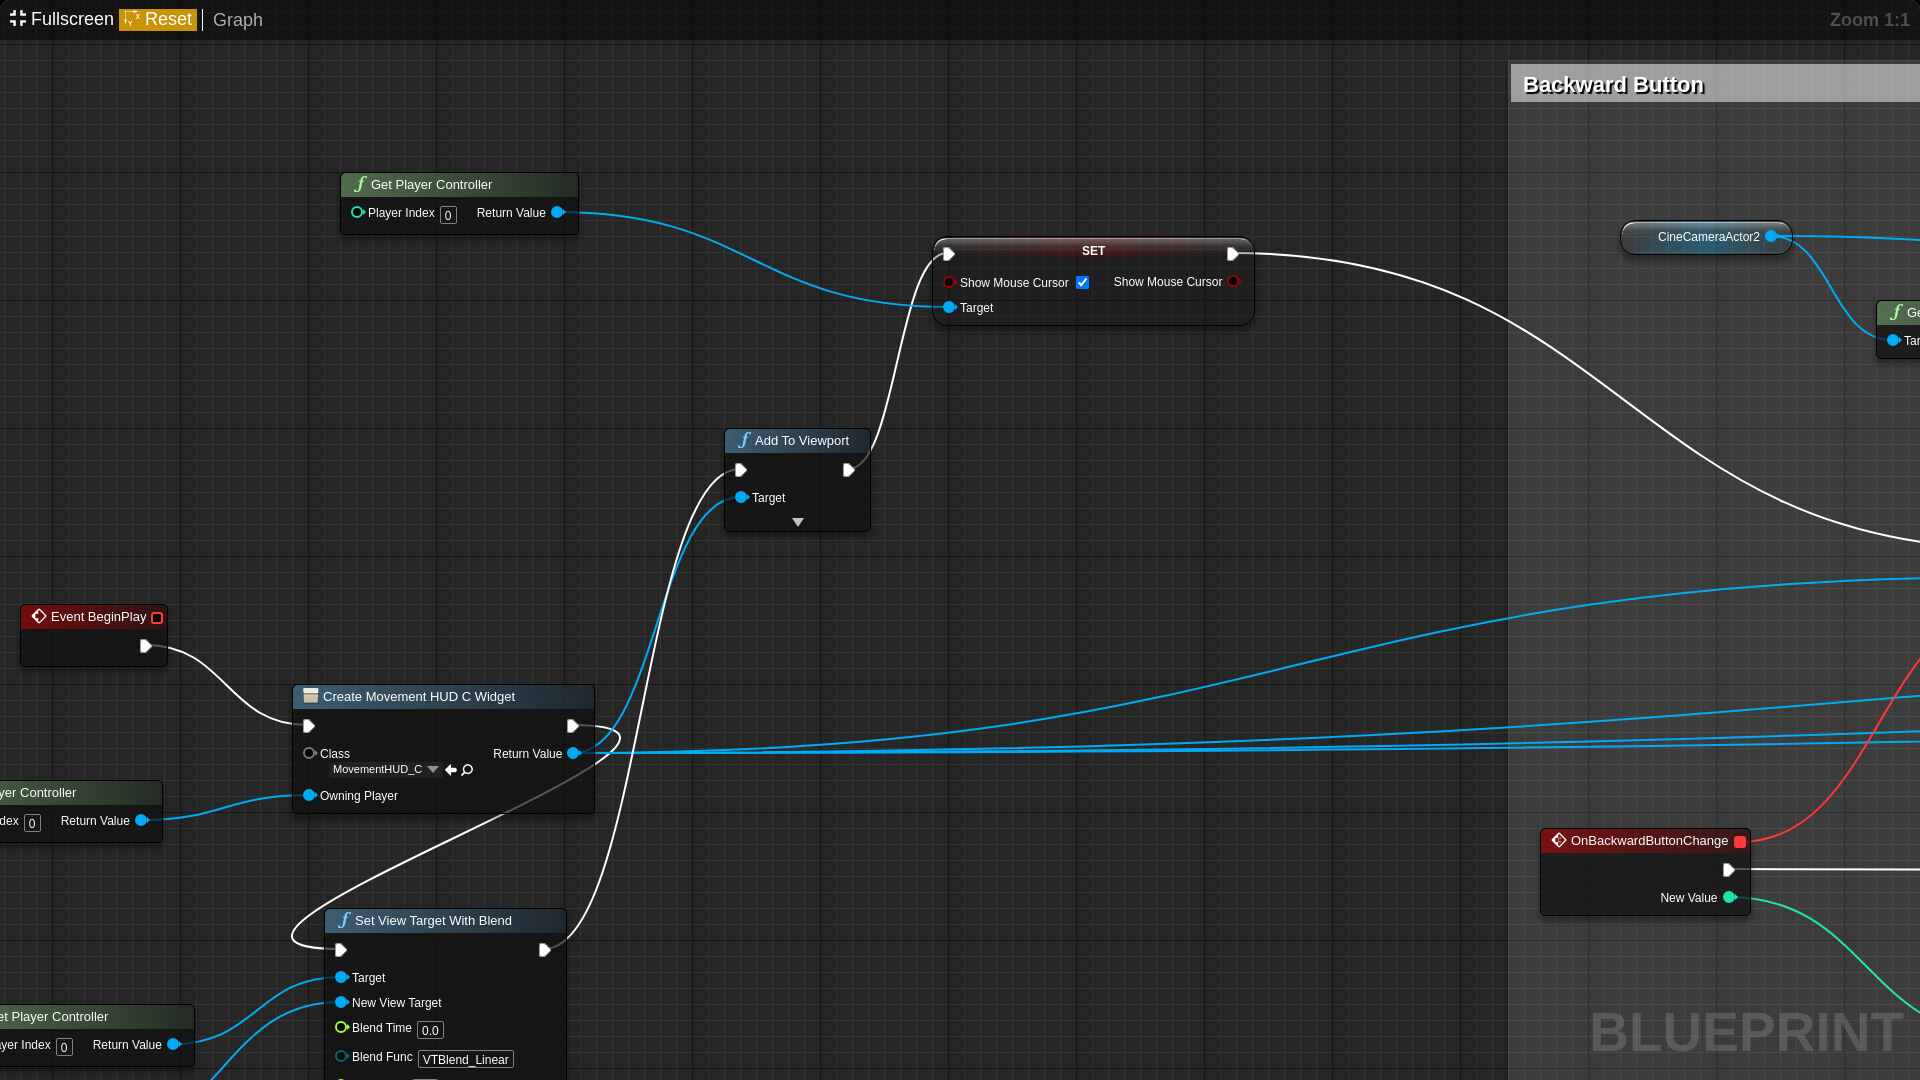 Fullscreen Reset Graph Zoom 1:1
Backward Button
Get Player Controller
Player Index 0 Return Value
SET
Show Mouse Cursor Show Mouse Cursor
Target
CineCameraActor2
Ge
Tar
Add To Viewport
Target
Event BeginPlay
Create Movement HUD C Widget
Class Return Value
MovementHUD_C
Owning Player
yer Controller
dex 0 Return Value
OnBackwardButtonChange
New Value
Set View Target With Blend
Target
New View Target
Blend Time 0.0
Blend Func VTBlend_Linear
et Player Controller
yer Index 0 Return Value
BLUEPRINT